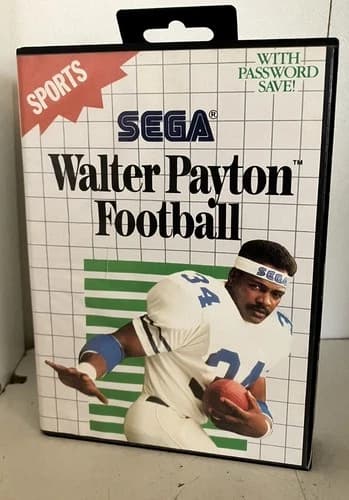 SPORTS
WITH
PASSWORD
SAVE!
SEGA®
Walter Payton™
Football
SEGA
34
34